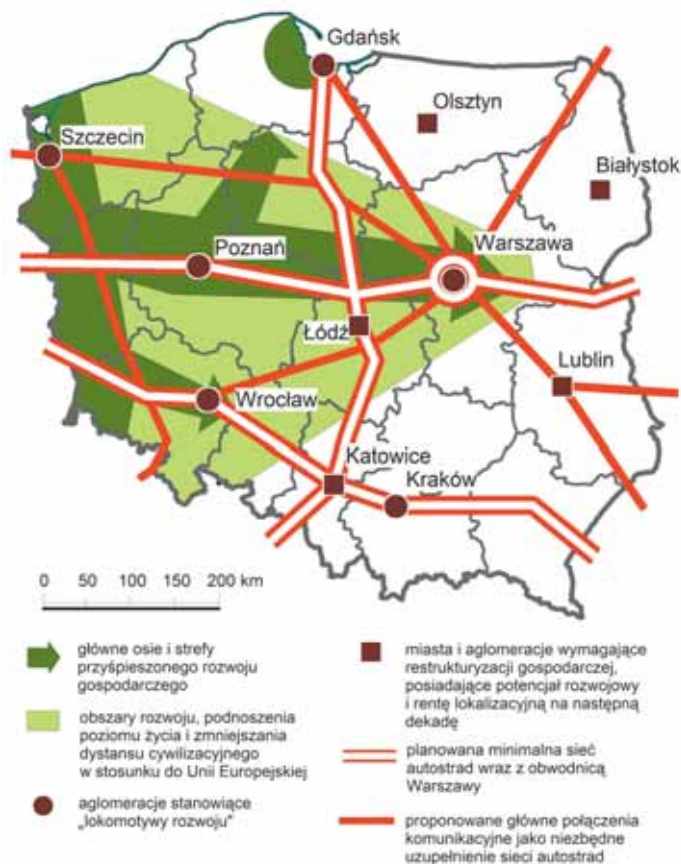 Gdańsk
Olsztyn
Szczecin
Białystok
Poznań
Warszawa
Łódź
Lublin
Wrocław
Katowice
Kraków
0 50 100 150 200 km
główne osie i strefy
przyśpieszonego rozwoju
gospodarczego
obszary rozwoju, podnoszenia
poziomu życia i zmniejszania
dystansu cywilizacyjnego
w stosunku do Unii Europejskiej
aglomeracje stanowiące
„lokomotywy rozwoju"
miasta i aglomeracje wymagające
restrukturyzacji gospodarczej,
posiadające potencjał rozwojowy
i rentę lokalizacyjną na następną
dekadę
planowana minimalna sieć
autostrad wraz z obwodnicą
Warszawy
proponowane główne połączenia
komunikacyjne jako niezbędne
uzupełnienie sieci autostrad